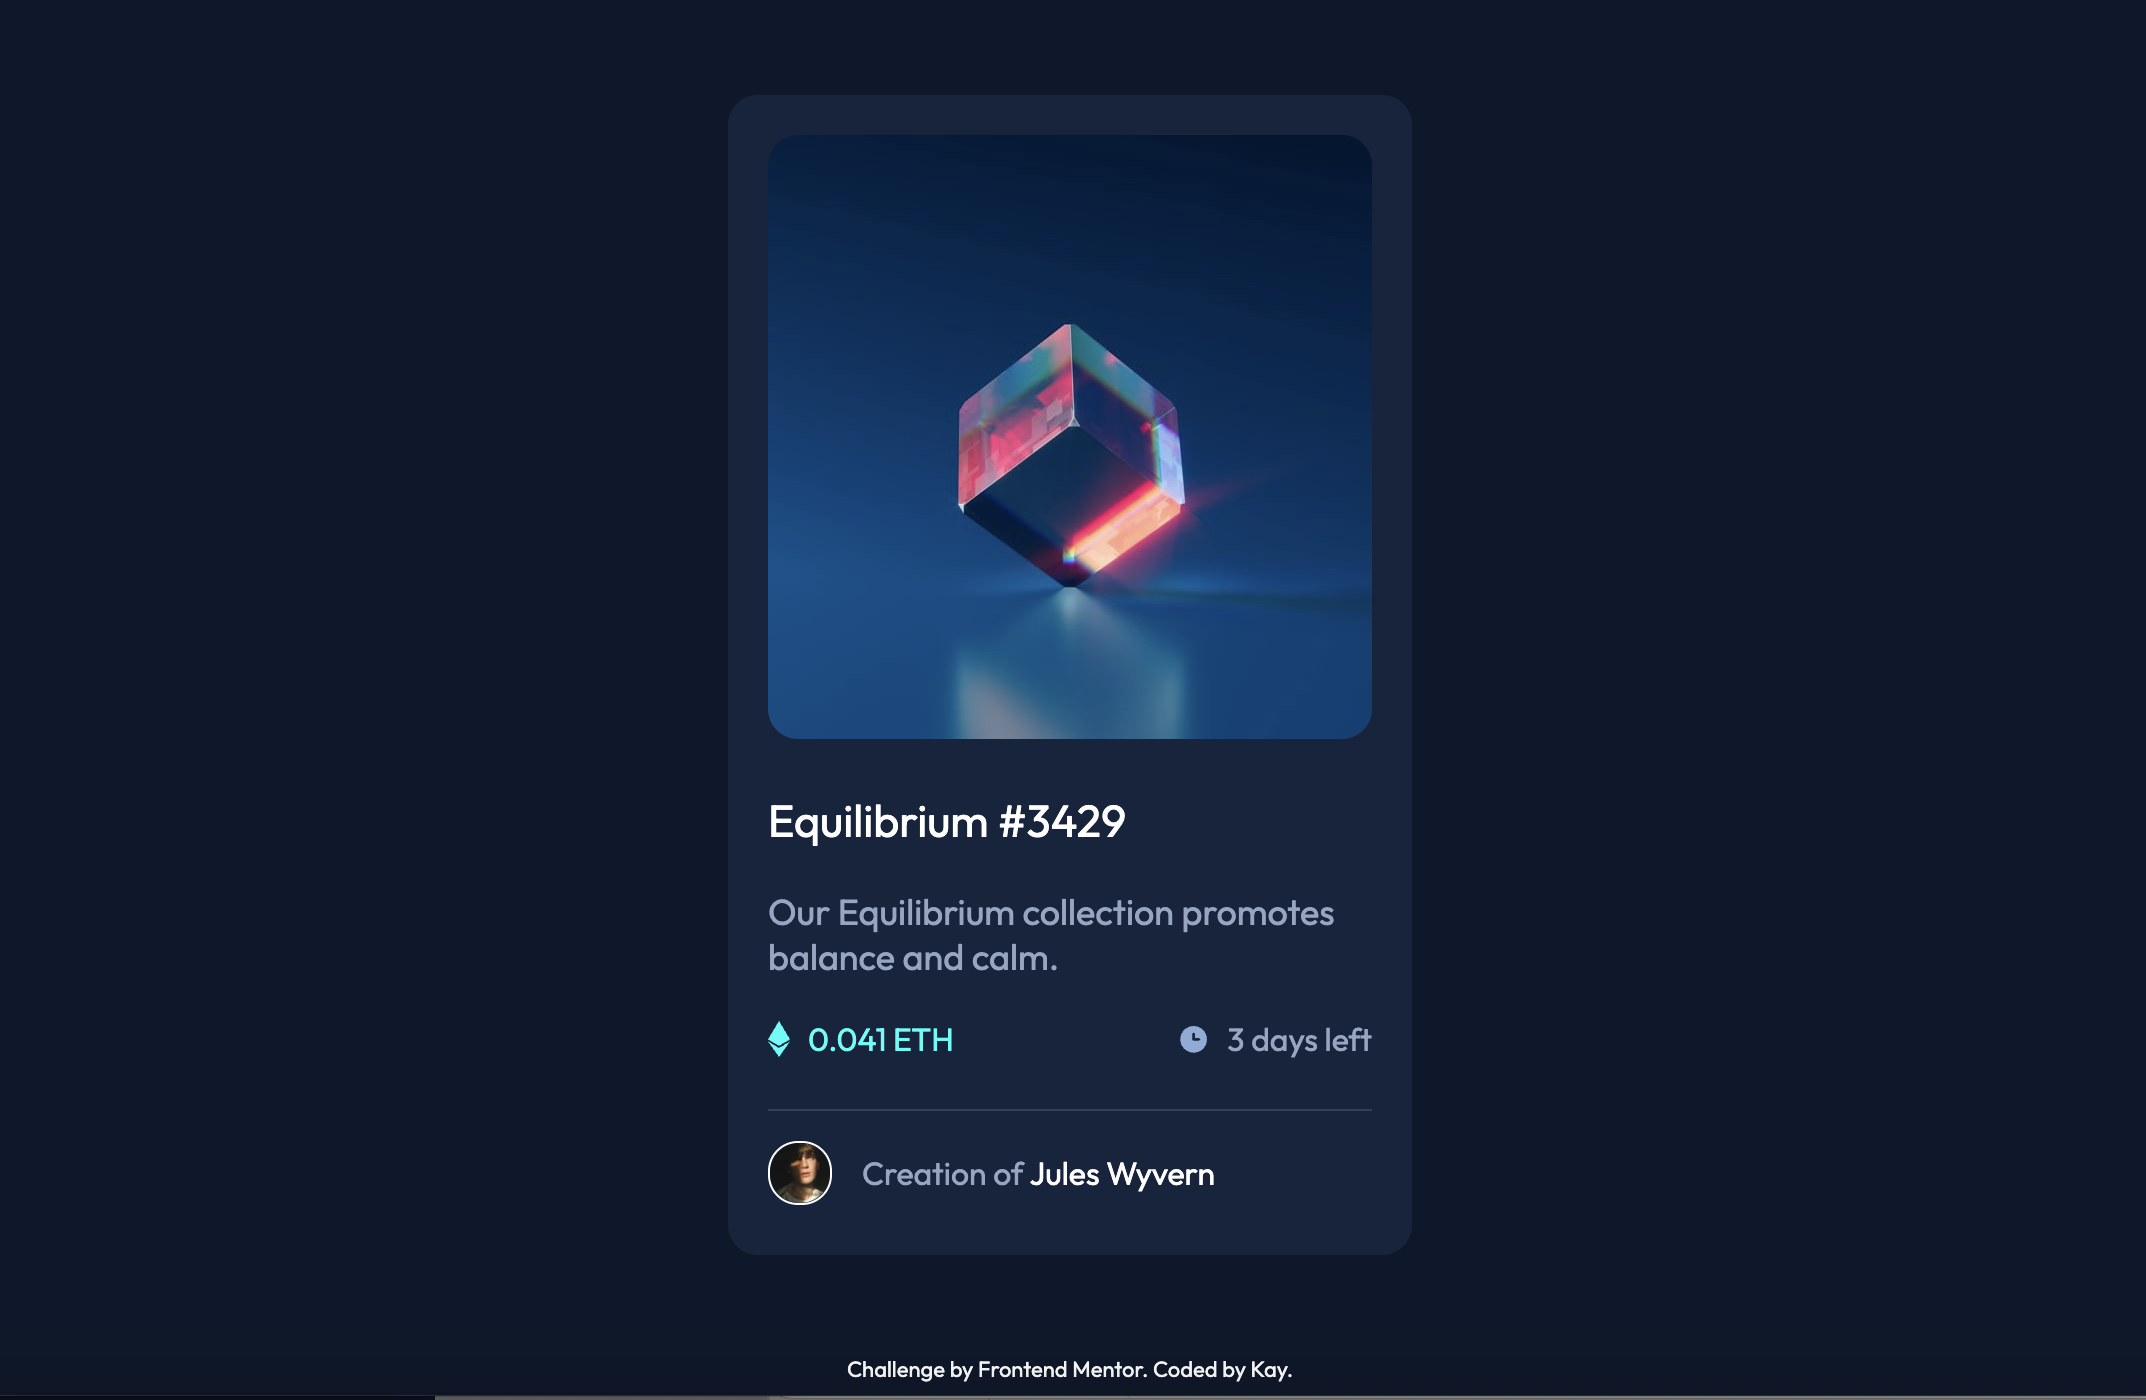 Equilibrium #3429
Our Equilibrium collection promotes
balance and calm.
0.041 ETH
3 days left
Creation of Jules Wyvern
Challenge by Frontend Mentor. Coded by Kay.